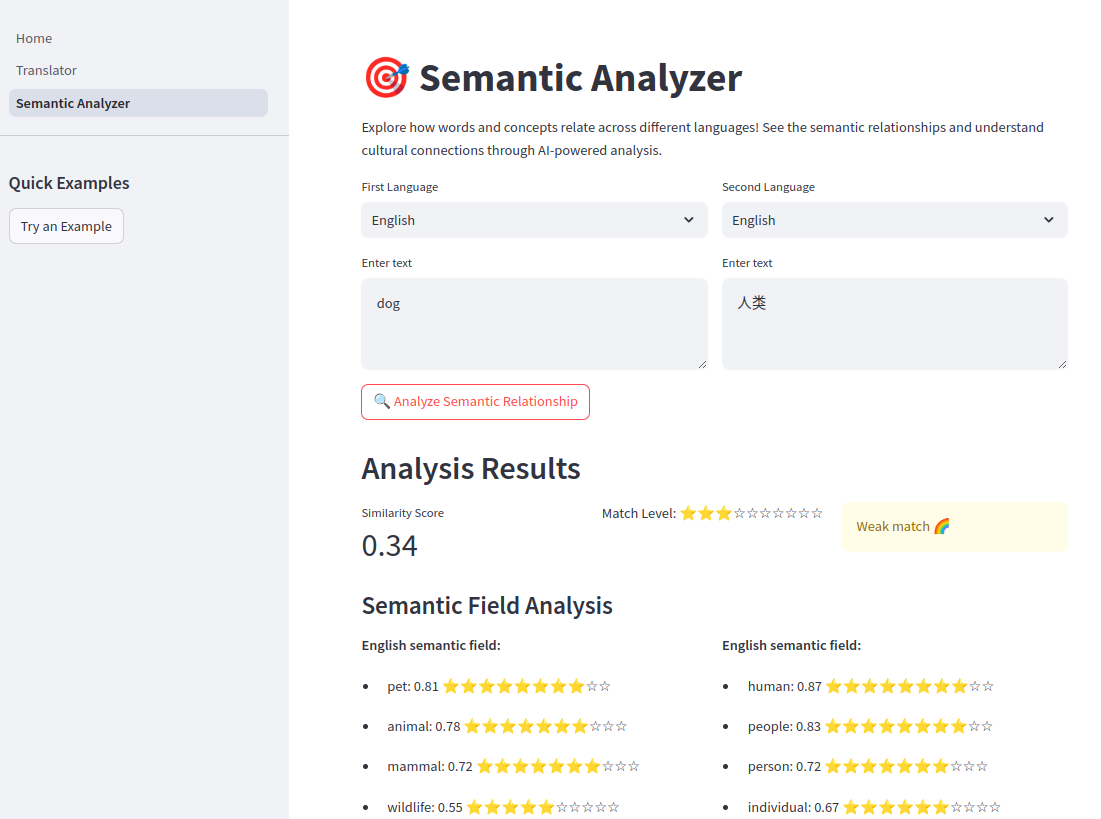 Home
Translator
Semantic Analyzer
Quick Examples
Try an Example
🎯 Semantic Analyzer
Explore how words and concepts relate across different languages! See the semantic relationships and understand
cultural connections through AI-powered analysis.
First Language
Second Language
English
English
Enter text
Enter text
dog
人类
🔍 Analyze Semantic Relationship
Analysis Results
Similarity Score
0.34
Match Level: ⭐⭐⭐☆☆☆☆☆☆☆
Weak match 🌈
Semantic Field Analysis
English semantic field:
English semantic field:
• pet: 0.81 ⭐⭐⭐⭐⭐⭐⭐⭐☆☆
• human: 0.87 ⭐⭐⭐⭐⭐⭐⭐⭐☆☆
• animal: 0.78 ⭐⭐⭐⭐⭐⭐⭐☆☆☆
• people: 0.83 ⭐⭐⭐⭐⭐⭐⭐⭐☆☆
• mammal: 0.72 ⭐⭐⭐⭐⭐⭐⭐☆☆☆
• person: 0.72 ⭐⭐⭐⭐⭐⭐⭐☆☆☆
• wildlife: 0.55 ⭐⭐⭐⭐⭐☆☆☆☆☆
• individual: 0.67 ⭐⭐⭐⭐⭐⭐☆☆☆☆